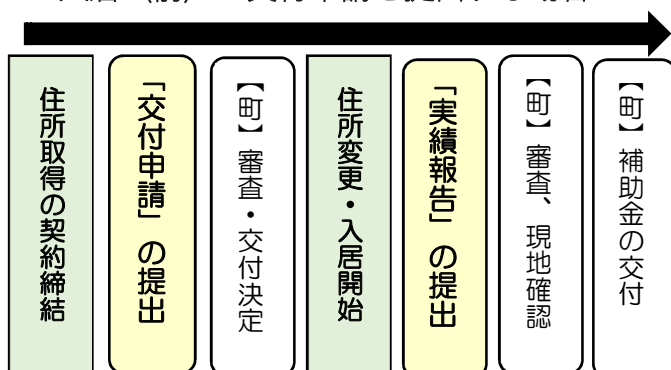 住所取得の契約締結
「交付申請」の提出
【町】審査・交付決定
住所変更・入居開始
「実績報告」の提出
【町】審査、現地確認
【町】補助金の交付